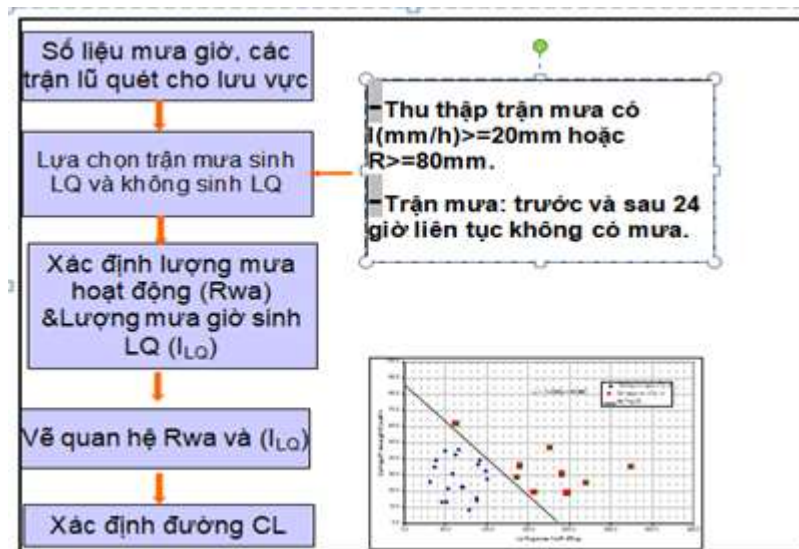 Số liệu mưa giờ, các
trận lũ quét cho lưu vực
Lựa chọn trận mưa sinh
LQ và không sinh LQ
-Thu thập trận mưa có
I(mm/h)>=20mm hoặc
R>=80mm.
-Trận mưa: trước và sau 24
giờ liên tục không có mưa.
Xác định lượng mưa
hoạt động (Rwa)
&Lượng mưa giờ sinh
LQ (ILQ)
Vẽ quan hệ Rwa và (ILQ)
Xác định đường CL